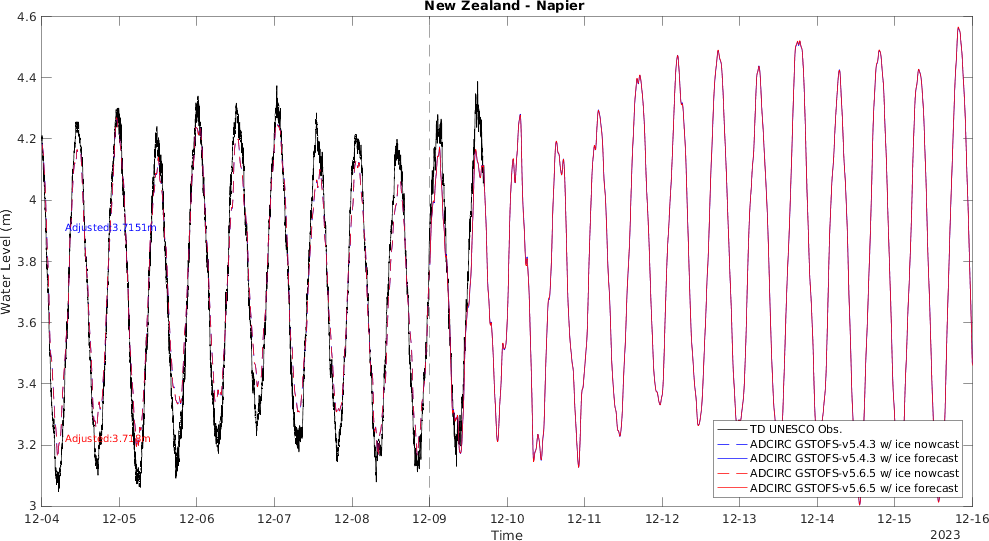 New Zealand - Napier
4.6
4.4
4.2
4
3.8
3.6
3.4
3.2
3
Water Level (m)
Adjusted:3.7151m
Adjusted:3.718m
TD UNESCO Obs.
ADCIRC GSTOFS-v5.4.3 w/ ice nowcast
ADCIRC GSTOFS-v5.4.3 w/ ice forecast
ADCIRC GSTOFS-v5.6.5 w/ ice nowcast
ADCIRC GSTOFS-v5.6.5 w/ ice forecast
12-04 12-05 12-06 12-07 12-08 12-09 12-10 12-11 12-12 12-13 12-14 12-15 12-16
Time
2023